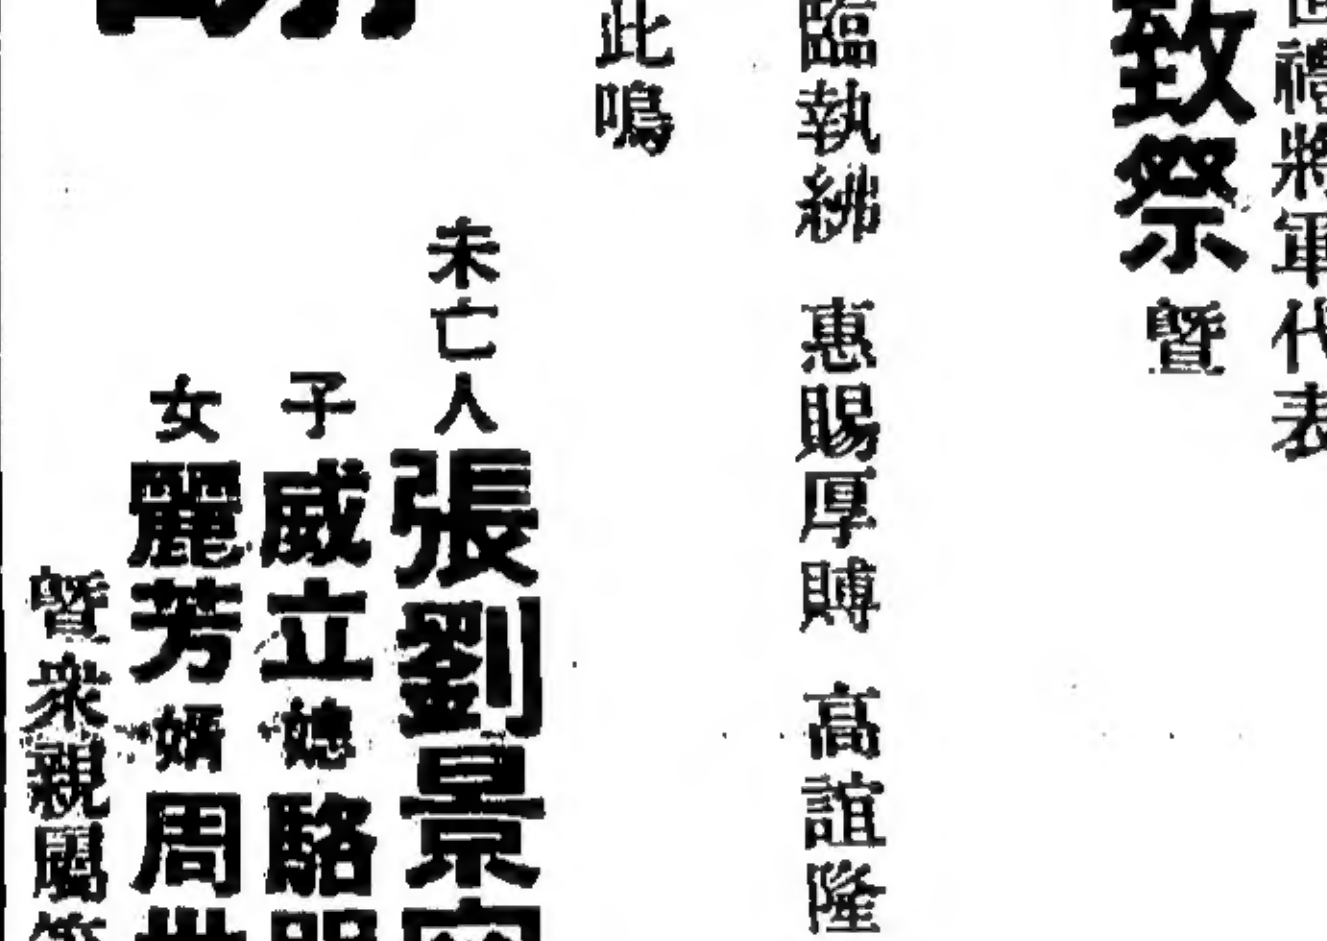 禮將軍代表
致祭暨
臨執紼 惠賜厚賻 高誼隆
此鳴
未亡人張劉景
子威立媳駱
女麗芳婿周
暨眾親屬等